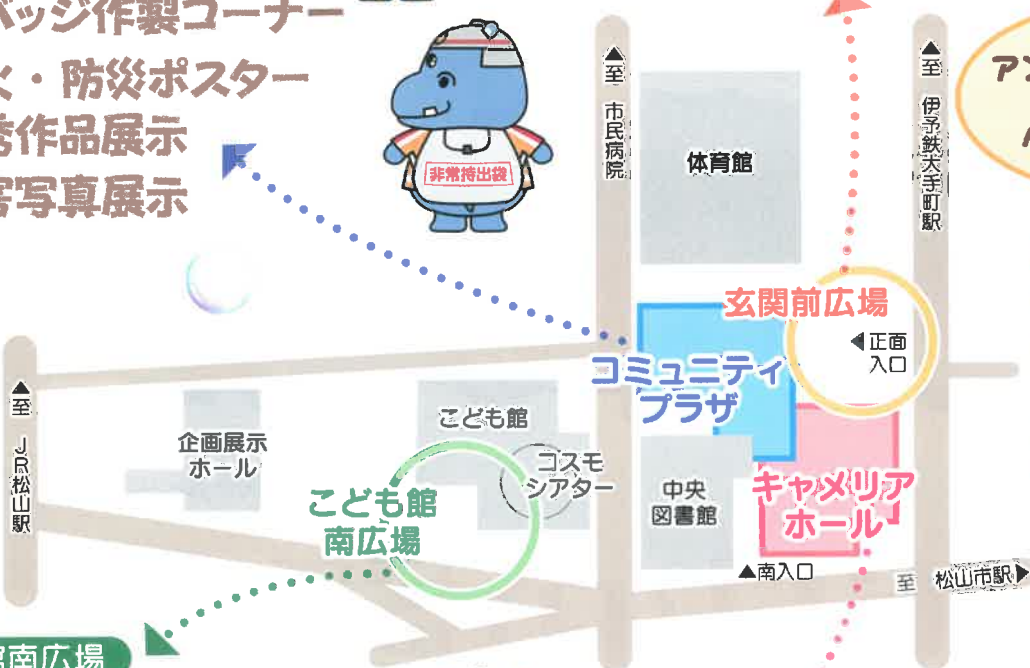 バッジ作製コーナー
火・防災ポスター
秀作品展示
害写真展示
非常持出袋
▲至 市民病院
体育館
▲至 伊予鉄大手町駅
玄関前広場
◀正面
入口
コミュニティ
プラザ
▲至 JR松山駅
企画展示
ホール
こども館
コスモ
シアター
こども館
南広場
中央
図書館
キャメリア
ホール
▲南入口
至 松山市駅▶
館南広場